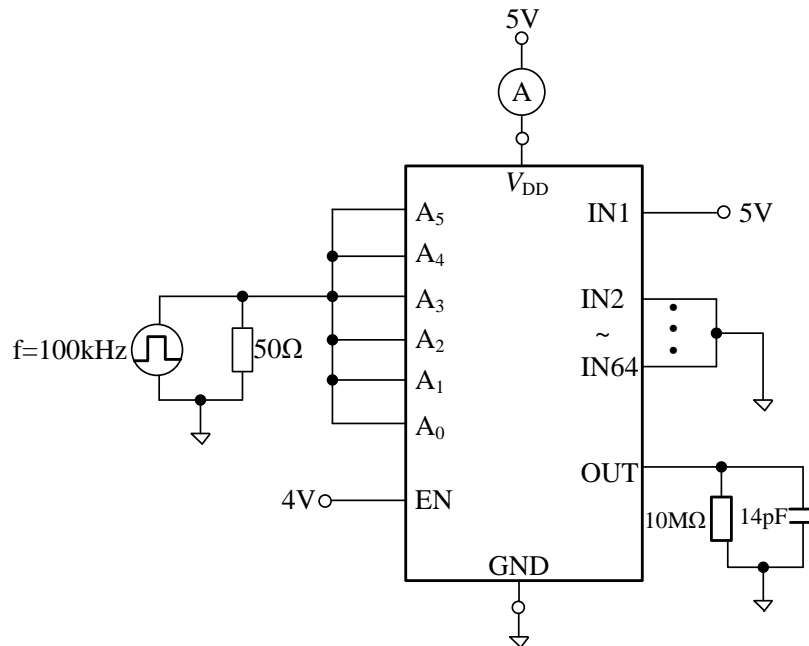 5V
A
V_DD
A₅
IN1
5V
A₄
A₃
IN2
f=100kHz
50Ω
A₂
~
A₁
IN64
A₀
OUT
4V
EN
10MΩ
14pF
GND